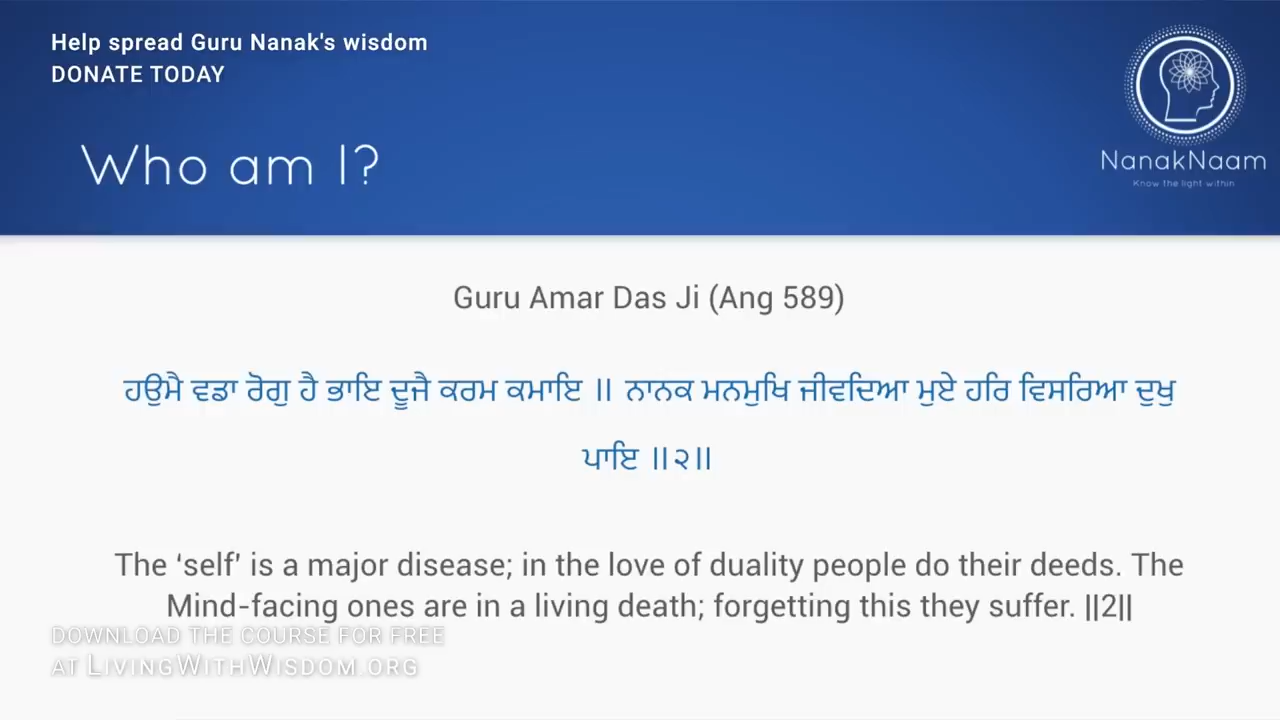 Help spread Guru Nanak's wisdom
DONATE TODAY
Who am I?
NanakNaam
Know the light within
Guru Amar Das Ji (Ang 589)
ਹਉਮੈ ਵਡਾ ਰੋਗੁ ਹੈ ਭਾਇ ਦੂਜੈ ਕਰਮ ਕਮਾਇ ॥ ਨਾਨਕ ਮਨਮੁਖਿ ਜੀਵਦਿਆ ਮੁਏ ਹਰਿ ਵਿਸਰਿਆ ਦੁਖੁ
ਪਾਇ ॥੨॥
The ‘self’ is a major disease; in the love of duality people do their deeds. The
Mind-facing ones are in a living death; forgetting this they suffer. ||2||
DOWNLOAD THE COURSE FOR FREE
AT LIVINGWITHWISDOM.ORG